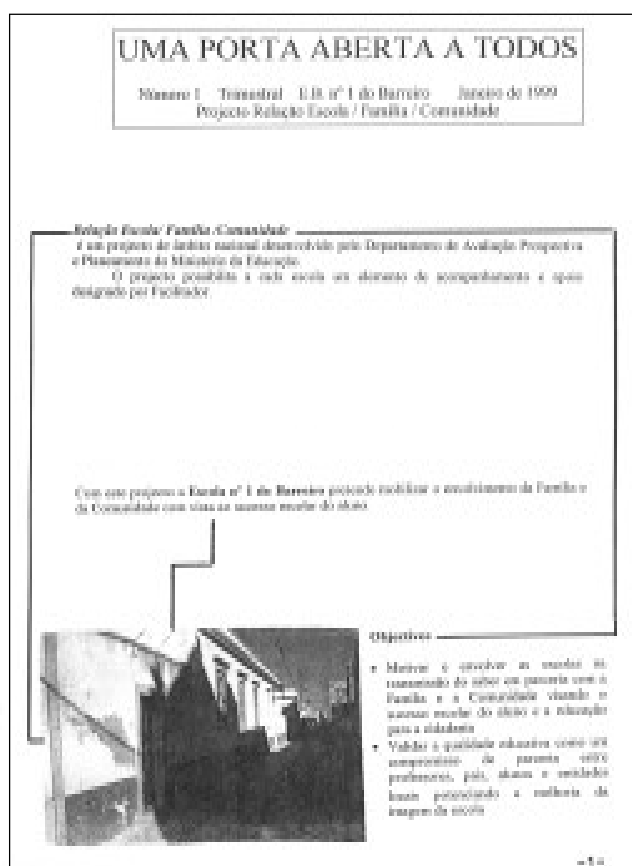 UMA PORTA ABERTA A TODOS
Número 1 Trimestral E.B. nº 1 do Barreiro Janeiro de 1999
Projecto Relação Escola / Família / Comunidade
Relação Escola/ Família /Comunidade
é um projecto de âmbito nacional desenvolvido pelo Departamento de Avaliação Prospectiva
e Planeamento do Ministério da Educação.
O projecto possibilita a cada escola um elemento de acompanhamento e apoio
designado por Facilitador.
Com este projecto a Escola nº 1 do Barreiro pretende mobilizar o envolvimento da Família e
da Comunidade com vista ao sucesso escolar do aluno
Objectivos
• Motivar e envolver as escolas na
transmissão do saber em parceria com a
Família e a Comunidade visando o
sucesso escolar do aluno e a educação
para a cidadania
• Validar a qualidade educativa como um
compromisso de parceria entre
professores, pais, alunos e entidades
locais potenciando a melhoria da
imagem da escola